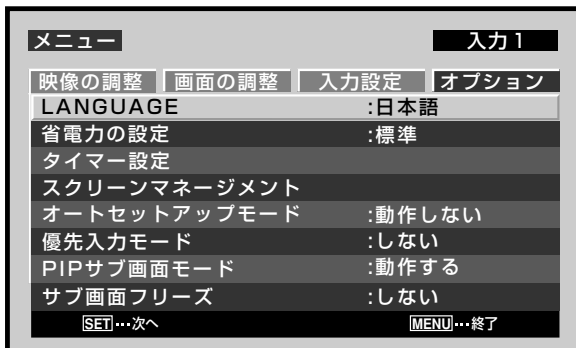 メニュー 入力1
映像の調整 画面の調整 入力設定 オプション
LANGUAGE :日本語
省電力の設定 :標準
タイマー設定
スクリーンマネージメント
オートセットアップモード :動作しない
優先入力モード :しない
PIPサブ画面モード :動作する
サブ画面フリーズ :しない
SET…次へ MENU…終了